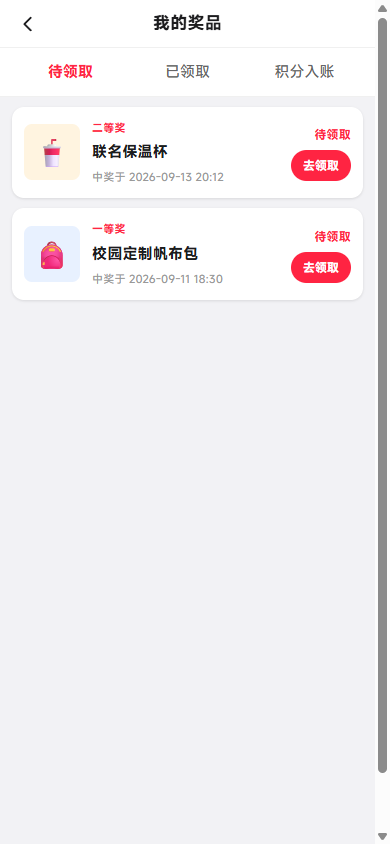 我的奖品
待领取 已领取 积分入账
二等奖
联名保温杯
中奖于 2026-09-13 20:12
待领取
去领取
一等奖
校园定制帆布包
中奖于 2026-09-11 18:30
待领取
去领取